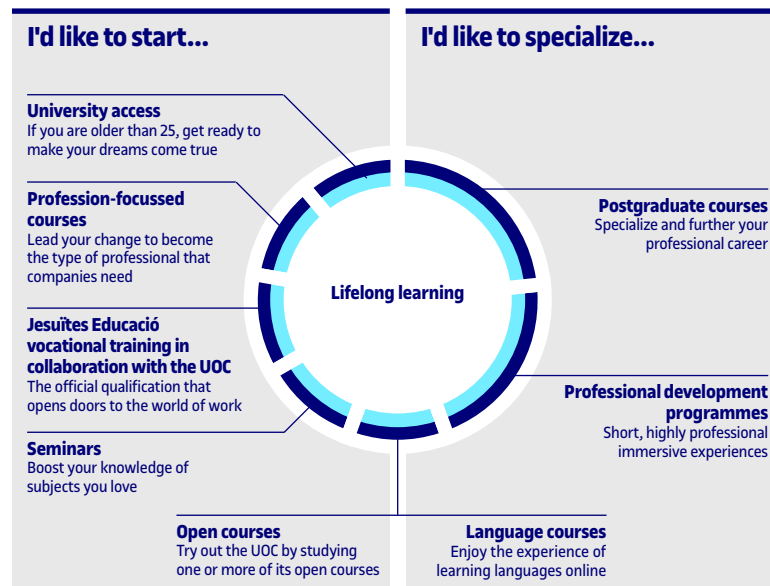 I'd like to start...
University access
If you are older than 25, get ready to
make your dreams come true
Profession-focussed
courses
Lead your change to become
the type of professional that
companies need
Jesuïtes Educació
vocational training in
collaboration with the UOC
The official qualification that
opens doors to the world of work
Seminars
Boost your knowledge of
subjects you love
Open courses
Try out the UOC by studying
one or more of its open courses
Lifelong learning
I'd like to specialize...
Postgraduate courses
Specialize and further your
professional career
Professional development
programmes
Short, highly professional
immersive experiences
Language courses
Enjoy the experience of
learning languages online